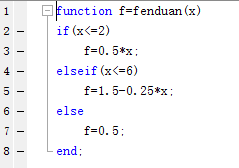 1 function f=fenduan(x)
2 - if(x<=2)
3 - f=0.5*x;
4 - elseif(x<=6)
5 - f=1.5-0.25*x;
6 - else
7 - f=0.5;
8 - end;